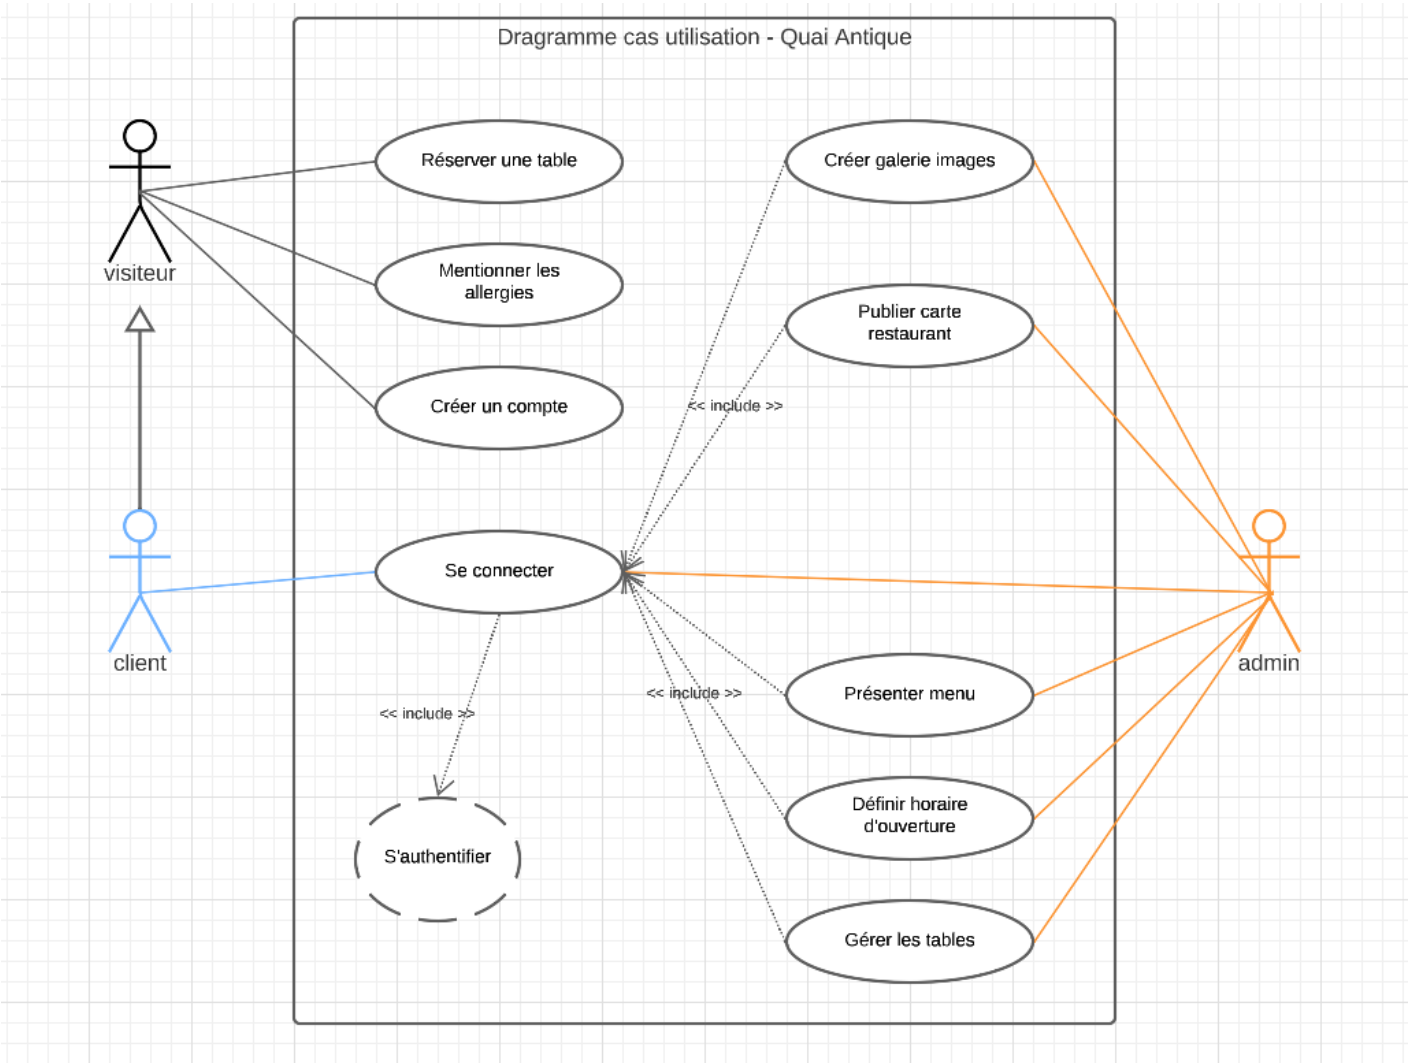 Dragramme cas utilisation - Quai Antique
Réserver une table
Créer galerie images
visiteur
Mentionner les
allergies
Publier carte
restaurant
Créer un compte
<< include >>
Se connecter
client
admin
<< include >>
Présenter menu
<< include >>
Définir horaire
d'ouverture
S'authentifier
Gérer les tables